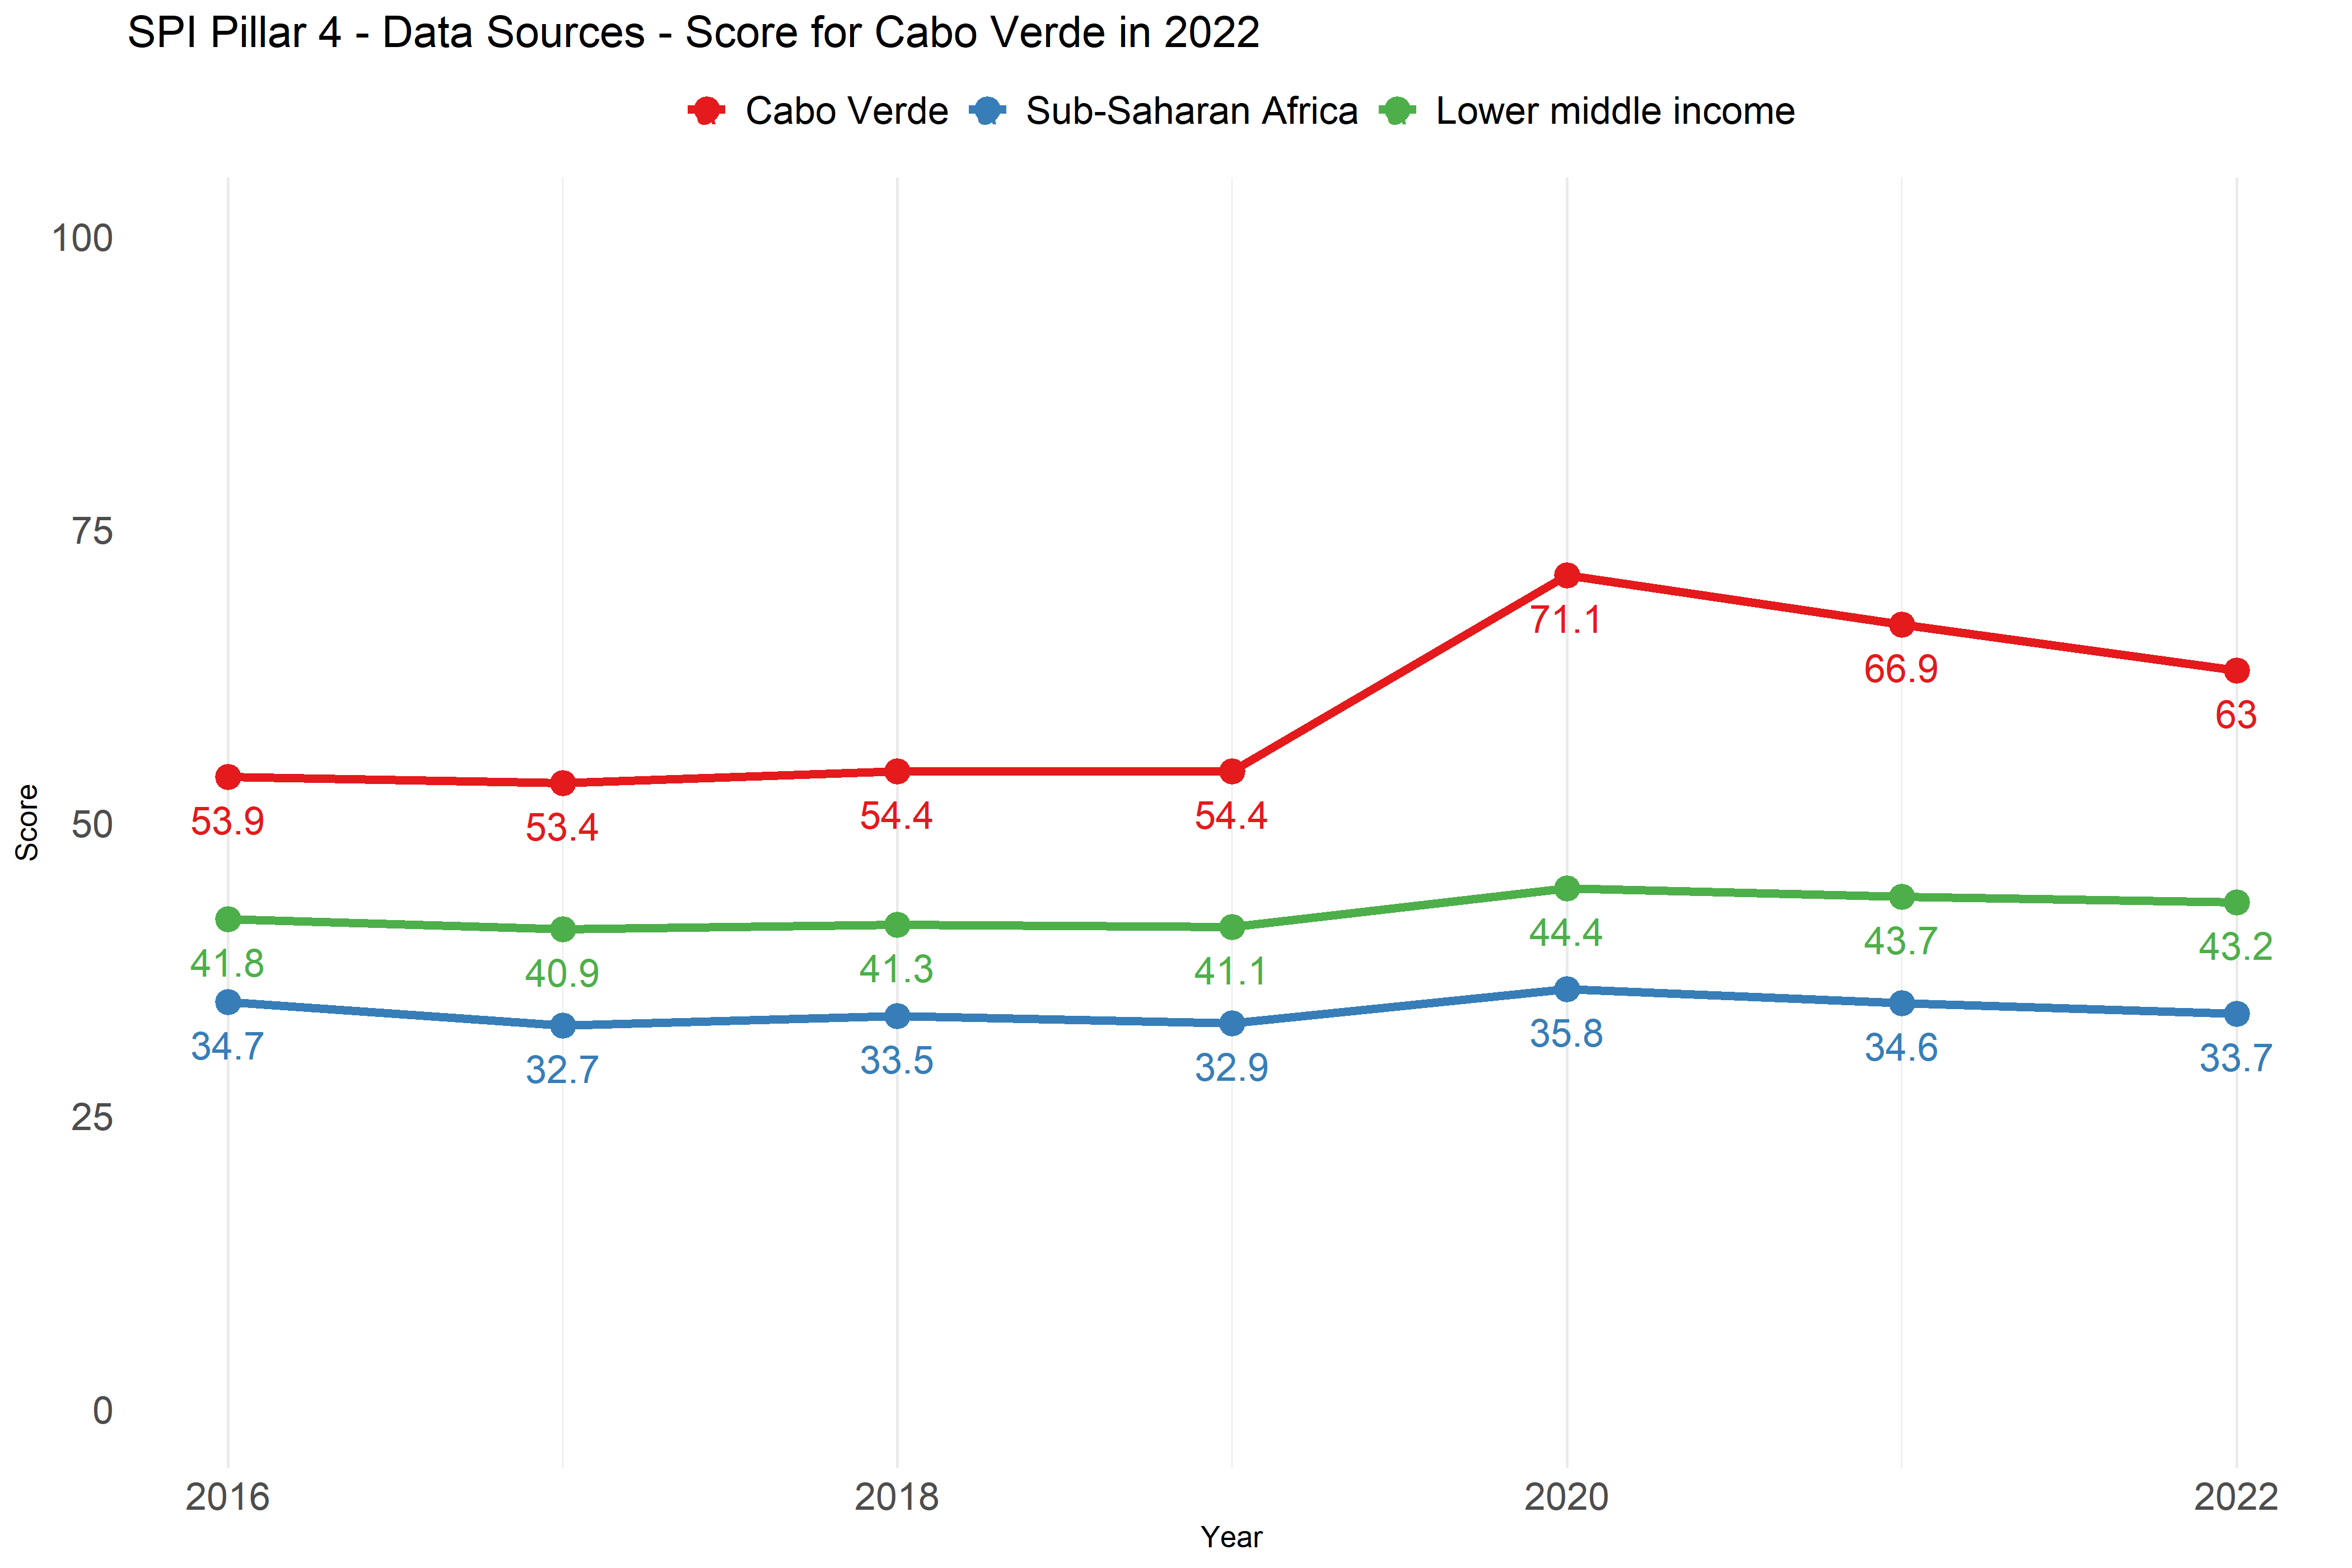 SPI Pillar 4 - Data Sources - Score for Cabo Verde in 2022
Cabo Verde Sub-Saharan Africa Lower middle income
100
75
50
25
0
Score
53.9 53.4 54.4 54.4 71.1 66.9 63
41.8 40.9 41.3 41.1 44.4 43.7 43.2
34.7 32.7 33.5 32.9 35.8 34.6 33.7
2016 2018 2020 2022
Year